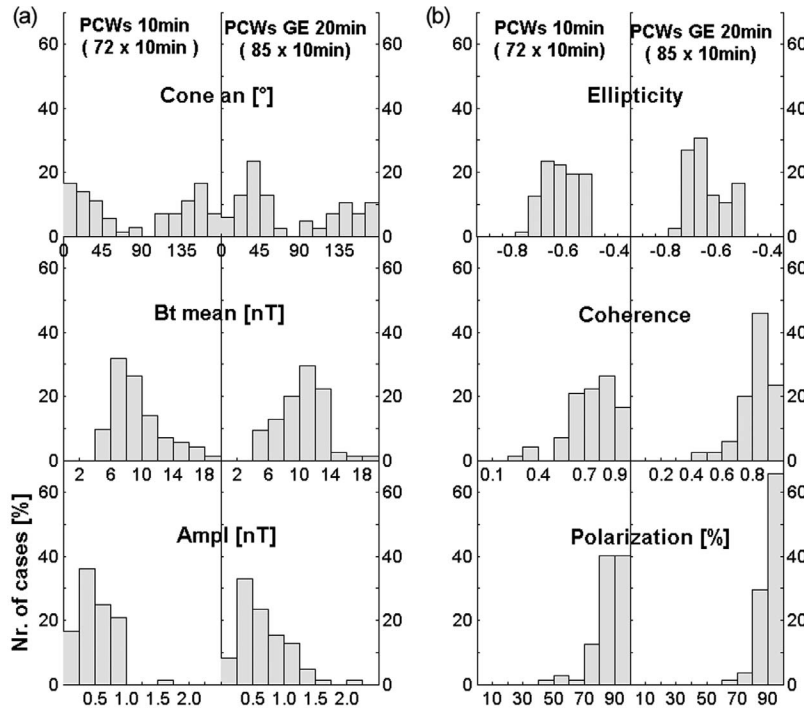 (a)
PCWs 10min
( 72 x 10min )
PCWs GE 20min
( 85 x 10min)
Cone an [°]
60
40
20
0
60
40
20
0
0 45 90 135 0 45 90 135
Bt mean [nT]
60
40
20
0
60
40
20
0
2 6 10 14 18 2 6 10 14 18
Ampl [nT]
60
40
20
0
60
40
20
0
0.5 1.0 1.5 2.0 0.5 1.0 1.5 2.0
Nr. of cases [%]
(b)
PCWs 10min
( 72 x 10min)
PCWs GE 20min
( 85 x 10min)
Ellipticity
60
40
20
0
-0.8 -0.6 -0.4 -0.8 -0.6 -0.4
Coherence
60
40
20
0
0.1 0.4 0.7 0.9 0.2 0.4 0.6 0.8
Polarization [%]
60
40
20
0
10 30 50 70 90 10 30 50 70 90